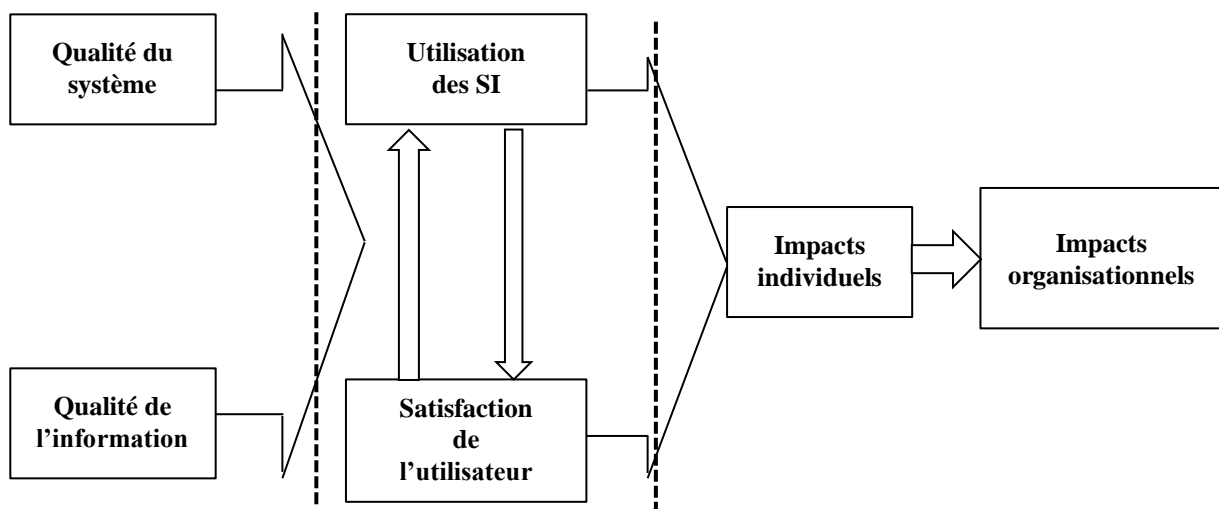 Qualité du
système
Utilisation
des SI
Impacts
individuels
Impacts
organisationnels
Qualité de
l’information
Satisfaction
de
l’utilisateur